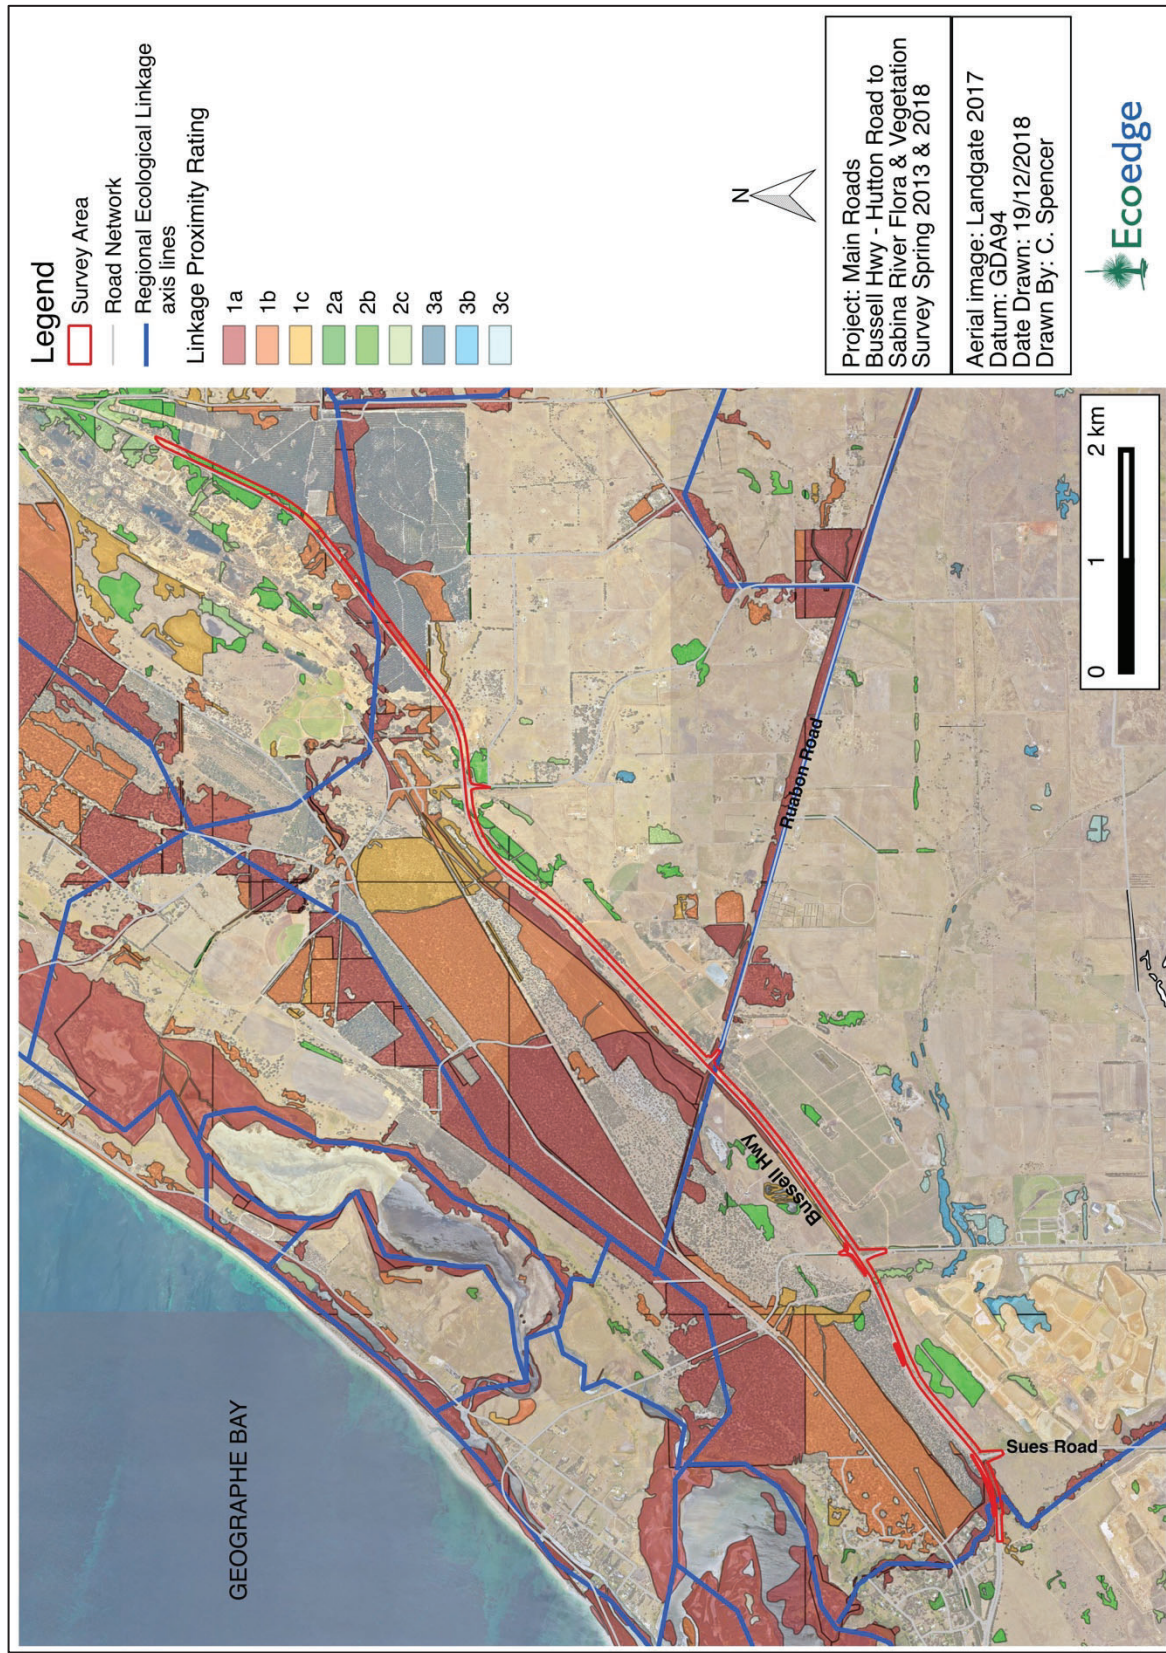 Legend
Survey Area
Road Network
Regional Ecological Linkage
axis lines
Linkage Proximity Rating
1a
1b
1c
2a
2b
2c
3a
3b
3c
N
Project: Main Roads
Bussell Hwy - Hutton Road to
Sabina River Flora & Vegetation
Survey Spring 2013 & 2018
Aerial image: Landgate 2017
Datum: GDA94
Date Drawn: 19/12/2018
Drawn By: C. Spencer
Ecoedge
GEOGRAPHE BAY
Ruabon Road
Bussell Hwy
Sues Road
0 1 2 km